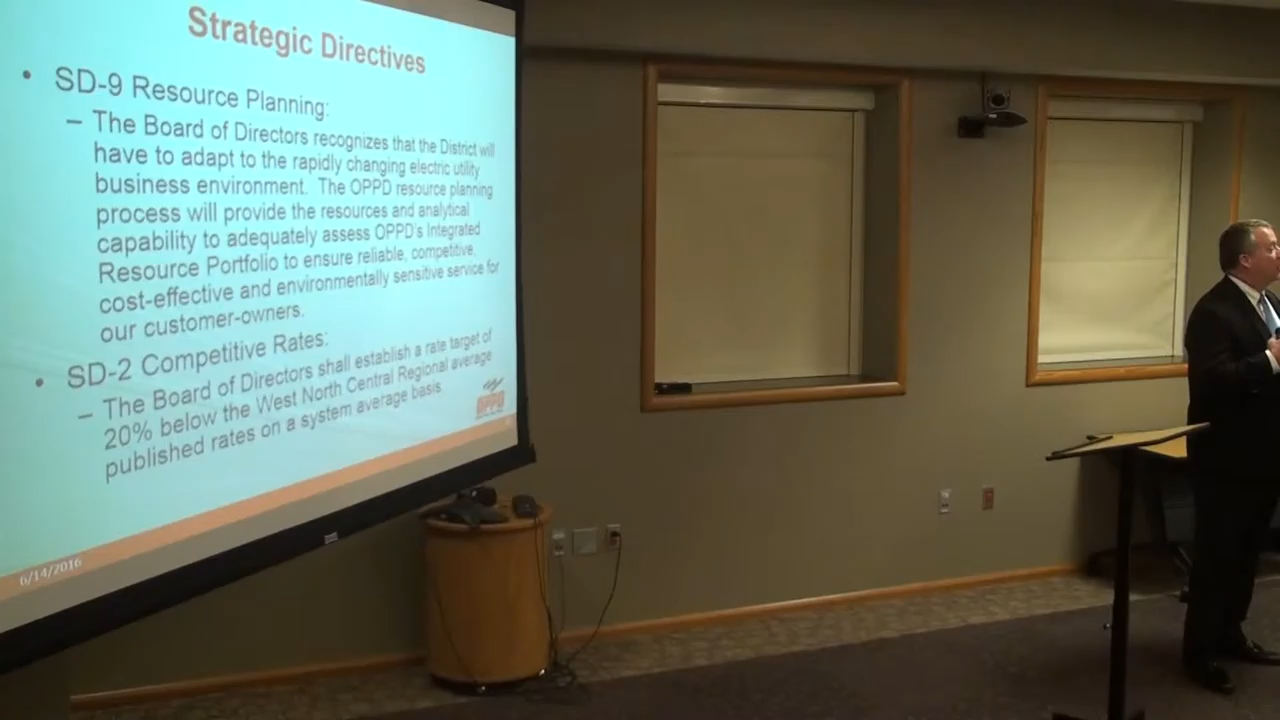 Strategic Directives
• SD-9 Resource Planning:
– The Board of Directors recognizes that the District will
have to adapt to the rapidly changing electric utility
business environment. The OPPD resource planning
process will provide the resources and analytical
capability to adequately assess OPPD's Integrated
Resource Portfolio to ensure reliable, competitive,
cost-effective and environmentally sensitive service for
our customer-owners.
• SD-2 Competitive Rates:
– The Board of Directors shall establish a rate target of
20% below the West North Central Regional average
published rates on a system average basis.
OPPD
6/14/2016